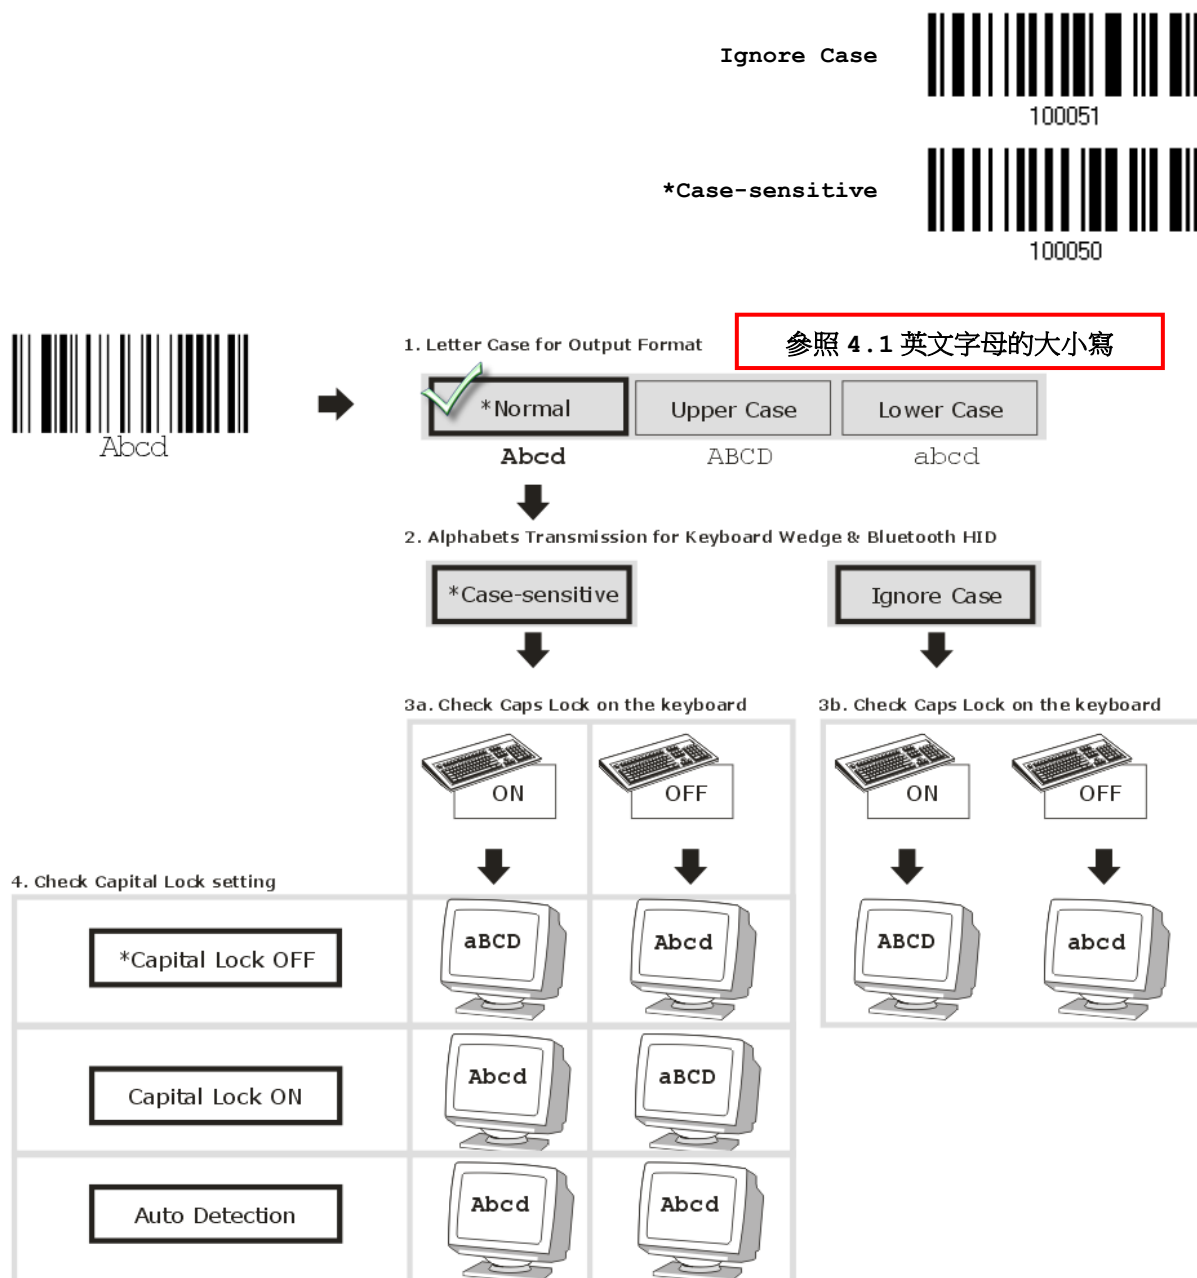 Ignore Case
100051
*Case-sensitive
100050
參照 4.1 英文字母的大小寫
1. Letter Case for Output Format
*Normal
Upper Case
Lower Case
Abcd
Abcd
ABCD
abcd
2. Alphabets Transmission for Keyboard Wedge & Bluetooth HID
*Case-sensitive
Ignore Case
3a. Check Caps Lock on the keyboard
3b. Check Caps Lock on the keyboard
ON
OFF
ON
OFF
4. Check Capital Lock setting
*Capital Lock OFF
aBCD
Abcd
ABCD
abcd
Capital Lock ON
Abcd
aBCD
Auto Detection
Abcd
Abcd